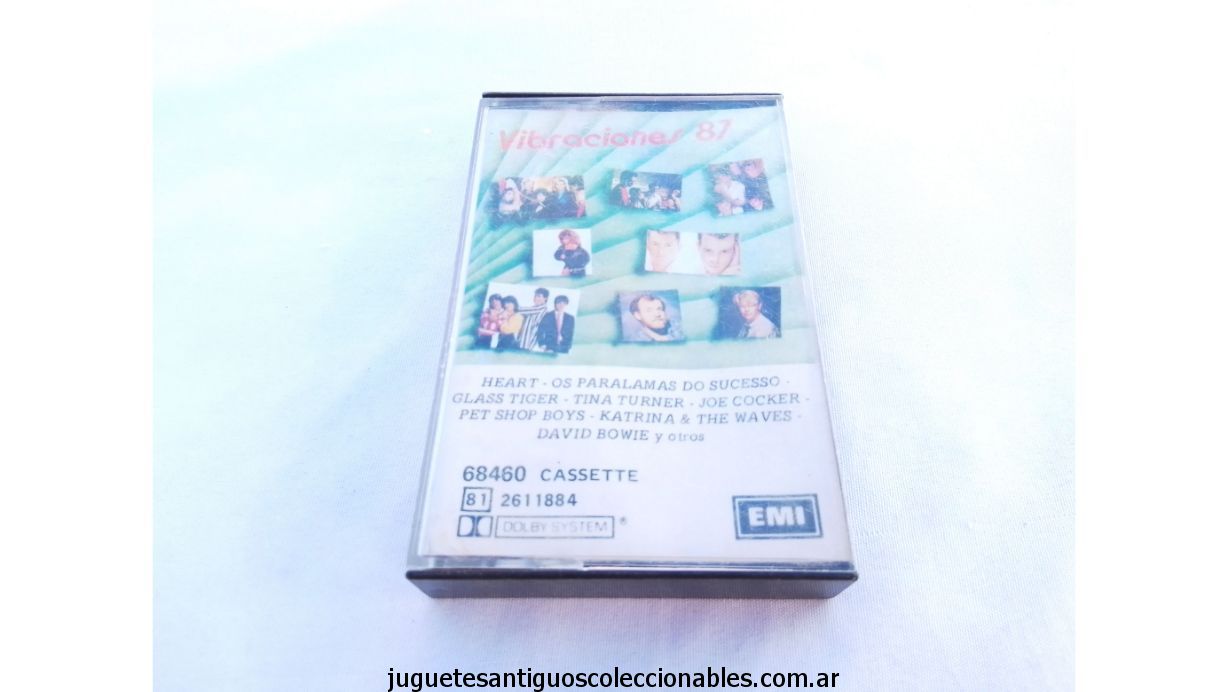 Vibraciones 87
HEART - OS PARALAMAS DO SUCESSO -
GLASS TIGER - TINA TURNER - JOE COCKER -
PET SHOP BOYS - KATRINA & THE WAVES -
DAVID BOWIE y otros
68460 CASSETTE
81 2611884
DOLBY SYSTEM ®
EMI
juguetesantiguoscoleccionables.com.ar